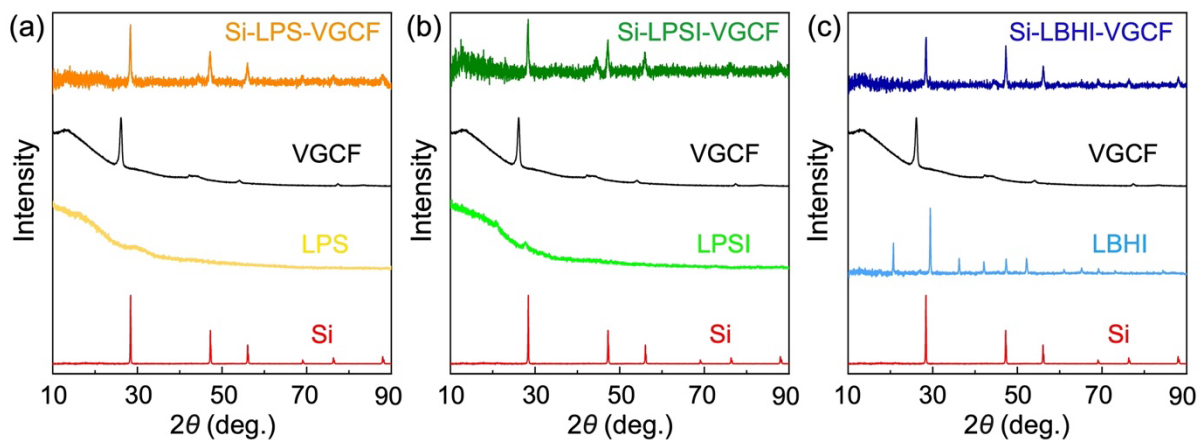 (a)
Si-LPS-VGCF
VGCF
LPS
Si
Intensity
10 30 50 70 90
2θ (deg.)
(b)
Si-LPSI-VGCF
VGCF
LPSI
Si
Intensity
10 30 50 70 90
2θ (deg.)
(c)
Si-LBHI-VGCF
VGCF
LBHI
Si
Intensity
10 30 50 70 90
2θ (deg.)